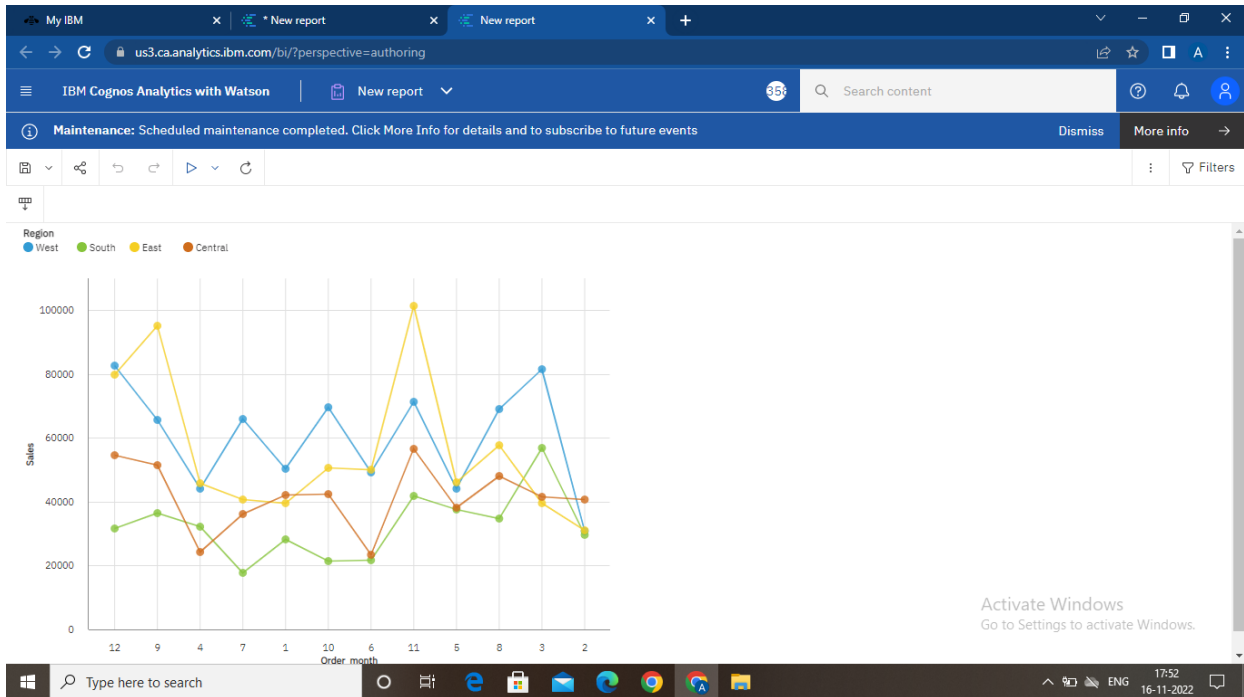 My IBM
* New report
New report
us3.ca.analytics.ibm.com/bi/?perspective=authoring
A
IBM Cognos Analytics with Watson
New report
Search content
Maintenance: Scheduled maintenance completed. Click More Info for details and to subscribe to future events
Dismiss
More info
Filters
Region
West South East Central
100000
80000
60000
40000
20000
0
Sales
12 9 4 7 1 10 6 11 5 8 3 2
Order month
Activate Windows
Go to Settings to activate Windows.
Type here to search
ENG
17:52
16-11-2022